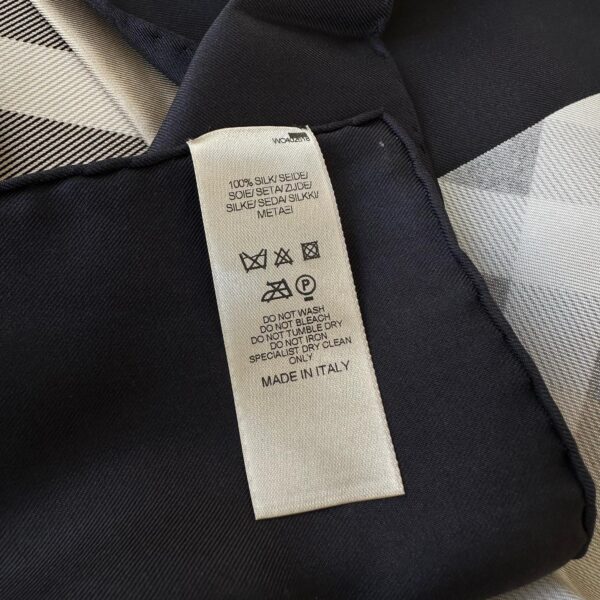 100% SILK/ SEIDE/
SOIE/ SETA/ ZIJDE/
SILKE/ SEDA/ SILKKI/
ΜΕΤΑΞΙ
P
DO NOT WASH
DO NOT BLEACH
DO NOT TUMBLE DRY
DO NOT IRON
SPECIALIST DRY CLEAN
ONLY
MADE IN ITALY